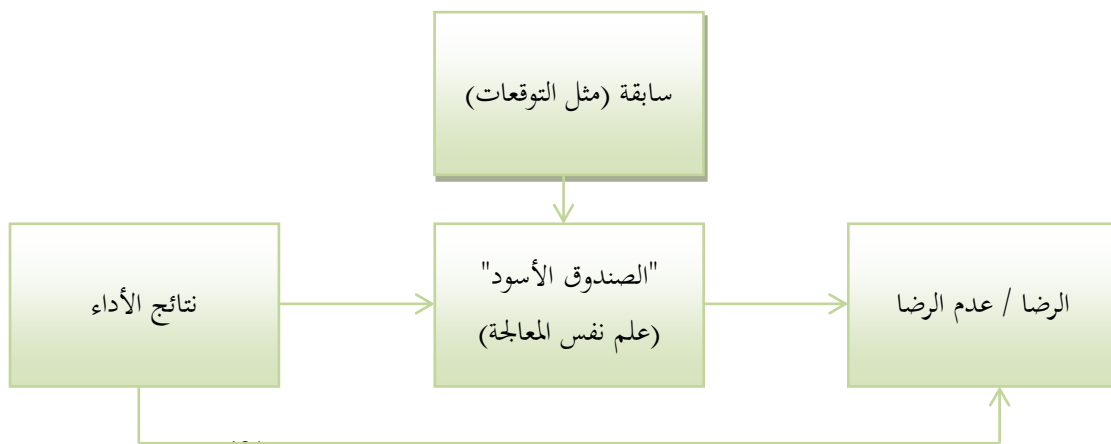 سابقة (مثل التوقعات)
نتائج الأداء
"الصندوق الأسود"
(علم نفس المعالجة)
الرضا / عدم الرضا